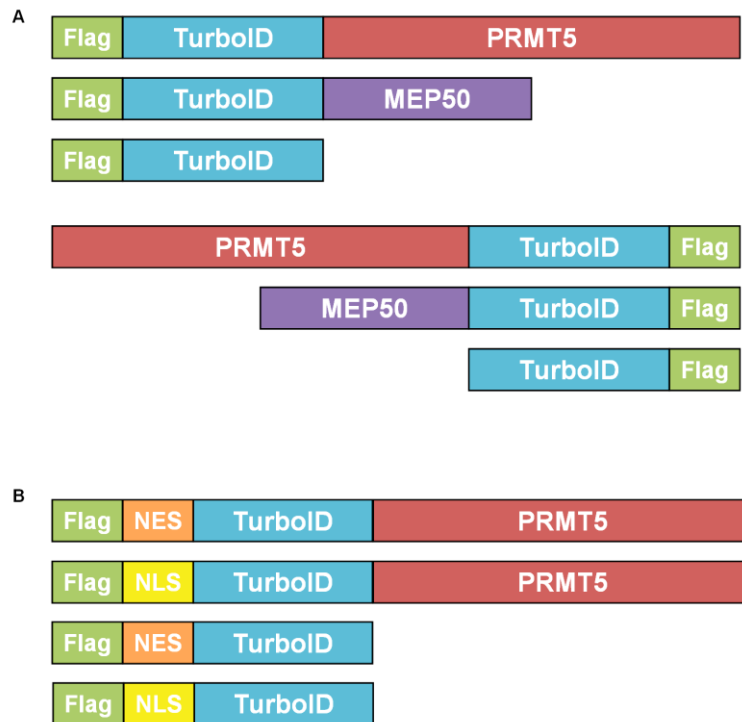 A
Flag TurboID PRMT5
Flag TurboID MEP50
Flag TurboID
PRMT5 TurboID Flag
MEP50 TurboID Flag
TurboID Flag
B
Flag NES TurboID PRMT5
Flag NLS TurboID PRMT5
Flag NES TurboID
Flag NLS TurboID